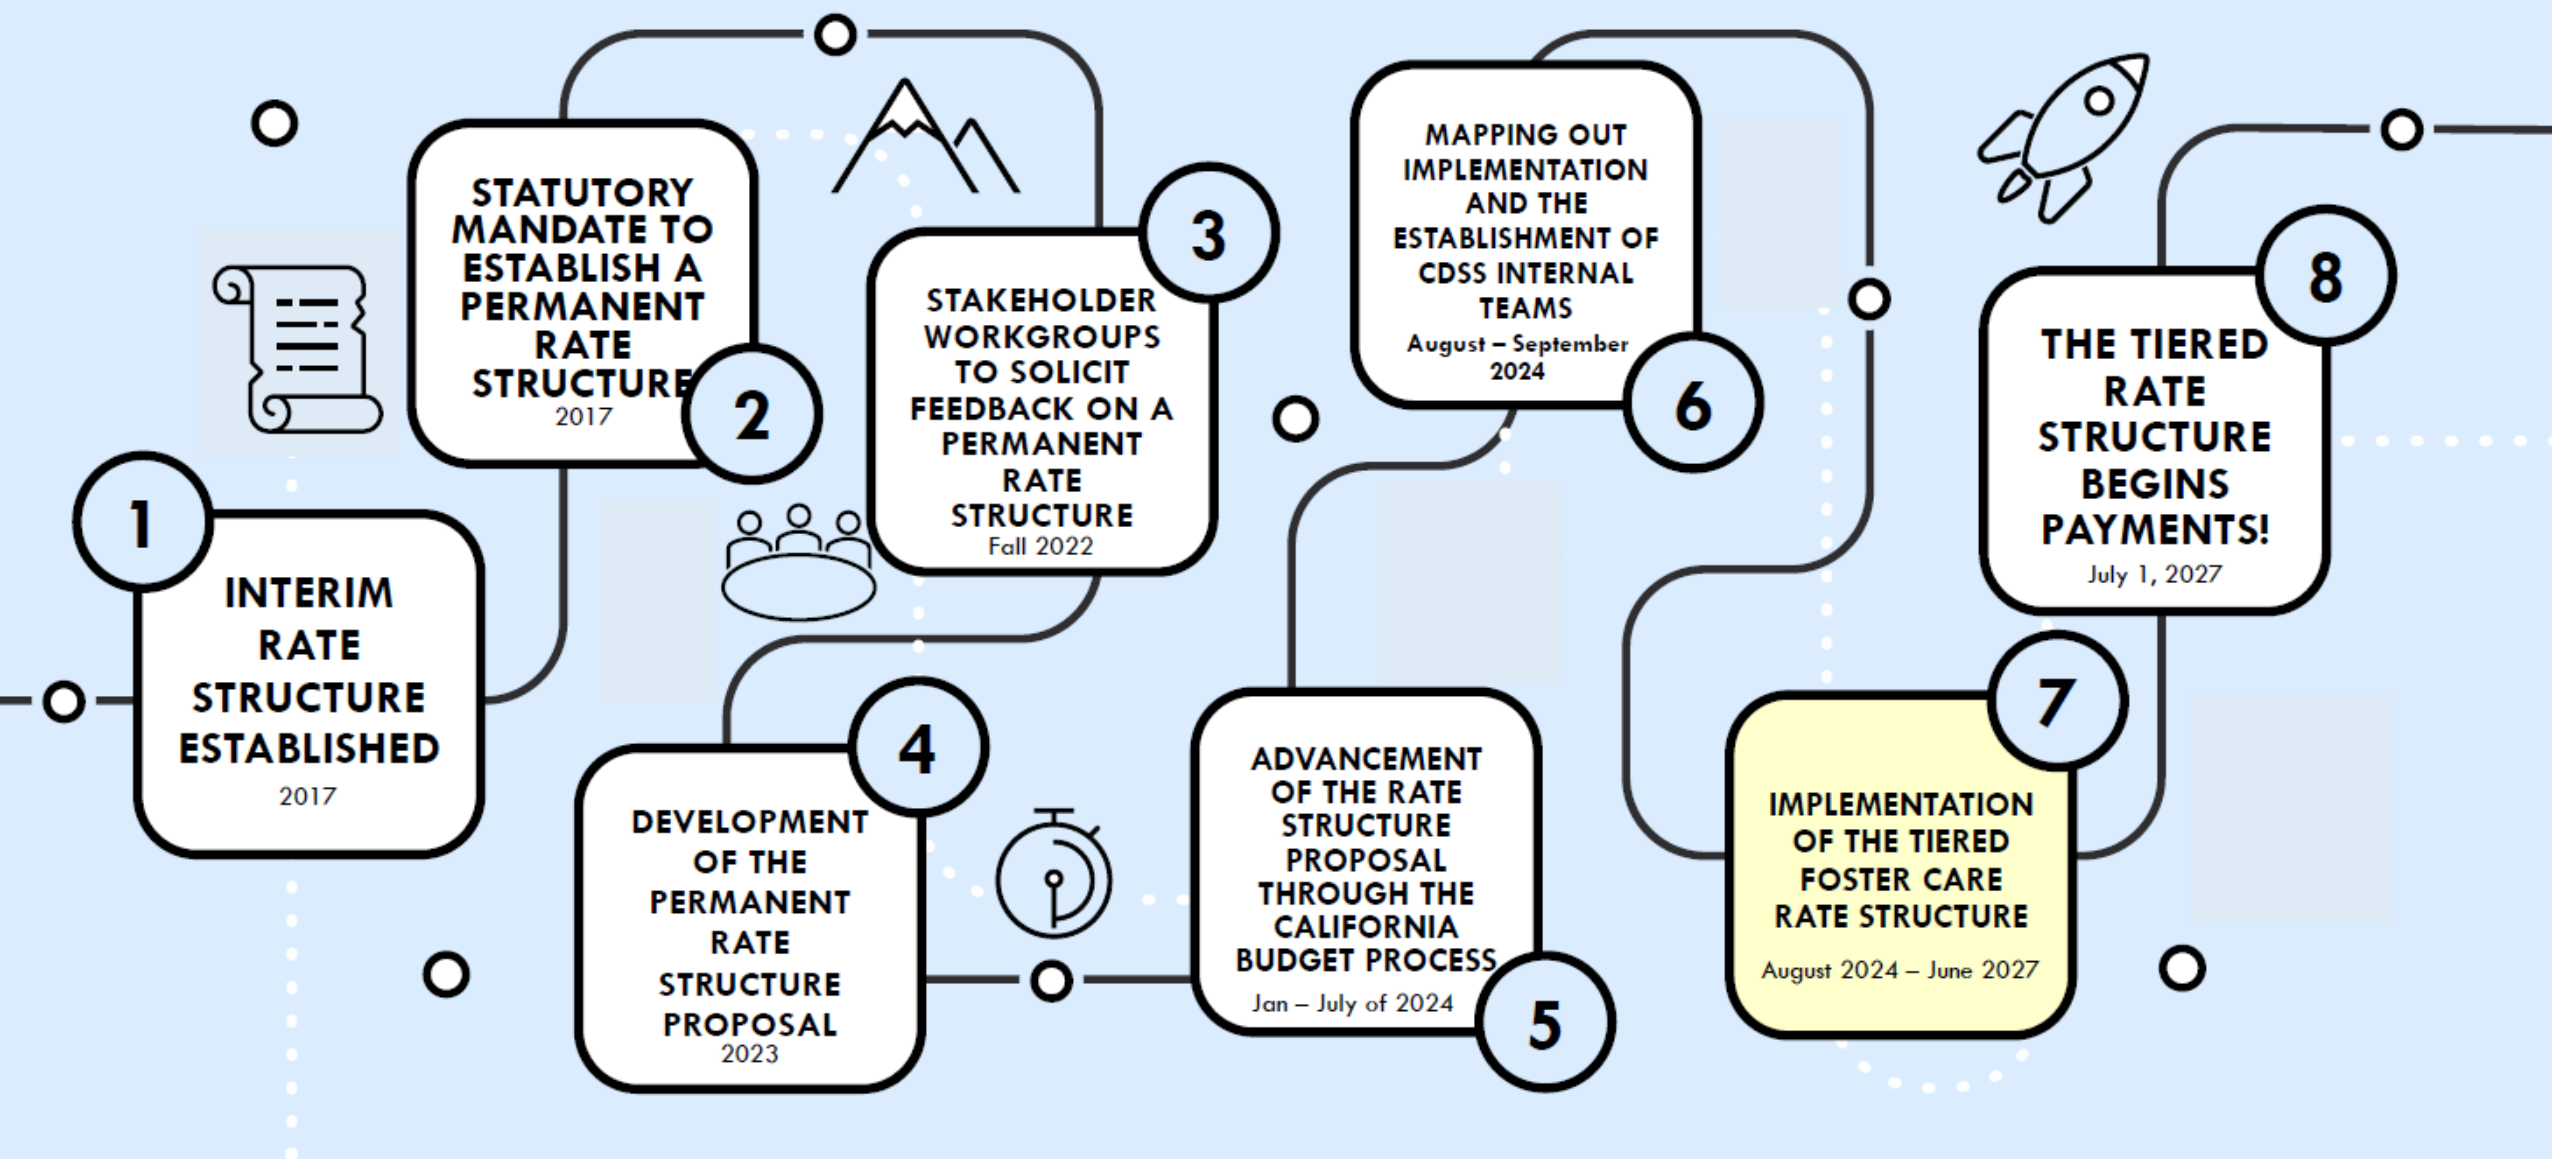 1
INTERIM
RATE
STRUCTURE
ESTABLISHED
2017
STATUTORY
MANDATE TO
ESTABLISH A
PERMANENT
RATE
STRUCTURE
2017
2
3
STAKEHOLDER
WORKGROUPS
TO SOLICIT
FEEDBACK ON A
PERMANENT
RATE
STRUCTURE
Fall 2022
4
DEVELOPMENT
OF THE
PERMANENT
RATE
STRUCTURE
PROPOSAL
2023
ADVANCEMENT
OF THE RATE
STRUCTURE
PROPOSAL
THROUGH THE
CALIFORNIA
BUDGET PROCESS
Jan – July of 2024
5
MAPPING OUT
IMPLEMENTATION
AND THE
ESTABLISHMENT OF
CDSS INTERNAL
TEAMS
August – September
2024
6
7
IMPLEMENTATION
OF THE TIERED
FOSTER CARE
RATE STRUCTURE
August 2024 – June 2027
8
THE TIERED
RATE
STRUCTURE
BEGINS
PAYMENTS!
July 1, 2027